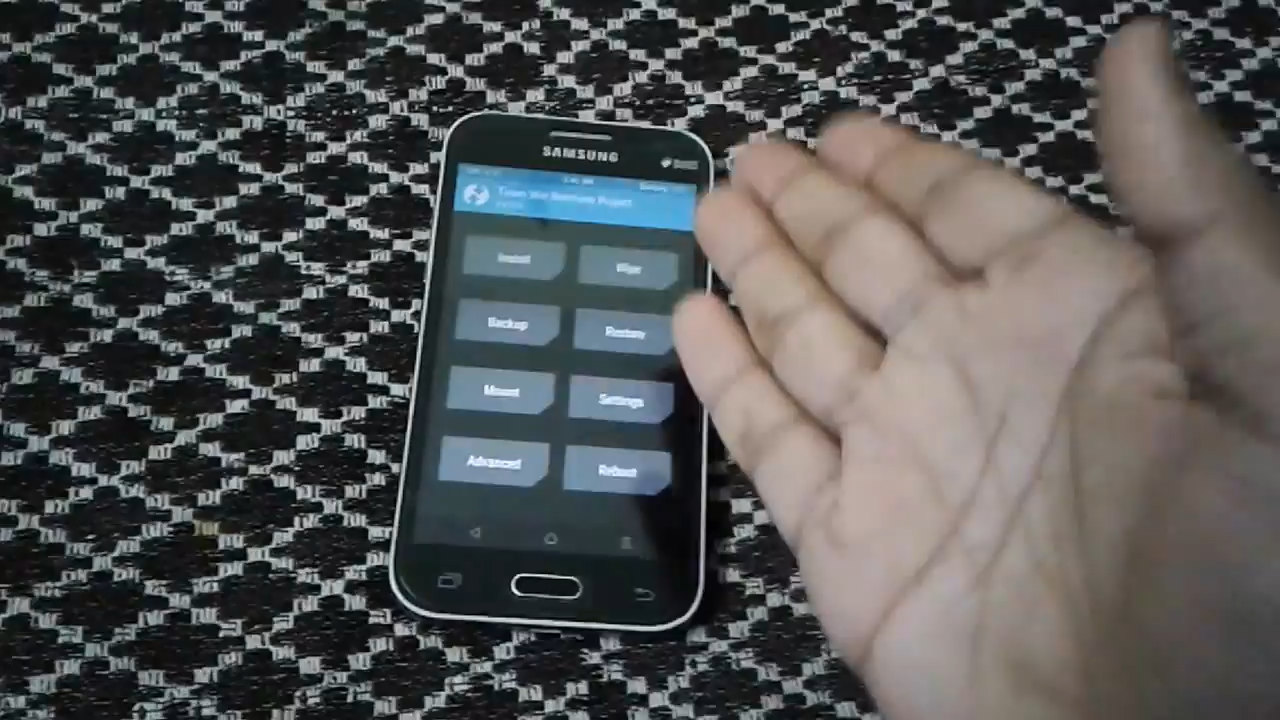 SAMSUNG
Team Win Recovery Project
Install
Wipe
Backup
Restore
Mount
Settings
Advanced
Reboot